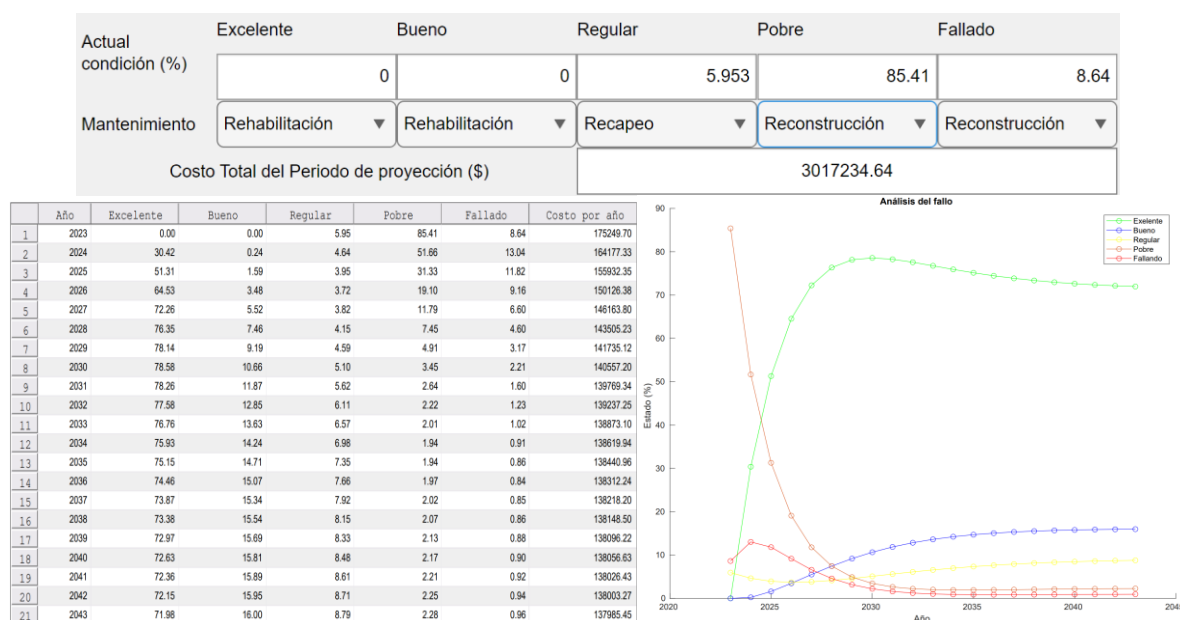 Actual condición (%) Excelente Bueno Regular Pobre Fallado
0 0 5.953 85.41 8.64
Mantenimiento Rehabilitación Rehabilitación Recapeo Reconstrucción Reconstrucción
Costo Total del Periodo de proyección ($) 3017234.64
Año Excelente Bueno Regular Pobre Fallado Costo por año
1 2023 0.00 0.00 5.95 85.41 8.64 175249.70
2 2024 30.42 0.24 4.64 51.66 13.04 164177.33
3 2025 51.31 1.59 3.95 31.33 11.82 155932.35
4 2026 64.53 3.48 3.72 19.10 9.16 150126.38
5 2027 72.26 5.52 3.82 11.79 6.60 146163.80
6 2028 76.35 7.46 4.15 7.45 4.60 143505.23
7 2029 78.14 9.19 4.59 4.91 3.17 141735.12
8 2030 78.58 10.66 5.10 3.45 2.21 140557.20
9 2031 78.26 11.87 5.62 2.64 1.60 139769.34
10 2032 77.58 12.85 6.11 2.22 1.23 139237.25
11 2033 76.76 13.63 6.57 2.01 1.02 138873.10
12 2034 75.93 14.24 6.98 1.94 0.91 138619.94
13 2035 75.15 14.71 7.35 1.94 0.86 138440.96
14 2036 74.46 15.07 7.66 1.97 0.84 138312.24
15 2037 73.87 15.34 7.92 2.02 0.85 138218.20
16 2038 73.38 15.54 8.15 2.07 0.86 138148.50
17 2039 72.97 15.69 8.33 2.13 0.88 138096.22
18 2040 72.63 15.81 8.48 2.17 0.90 138056.63
19 2041 72.36 15.89 8.61 2.21 0.92 138026.43
20 2042 72.15 15.95 8.71 2.25 0.94 138003.27
21 2043 71.98 16.00 8.79 2.28 0.96 137985.45
Análisis del fallo
Exelente
Bueno
Regular
Pobre
Fallando
Estado (%)
90
80
70
60
50
40
30
20
10
0
2020 2025 2030 2035 2040
Año